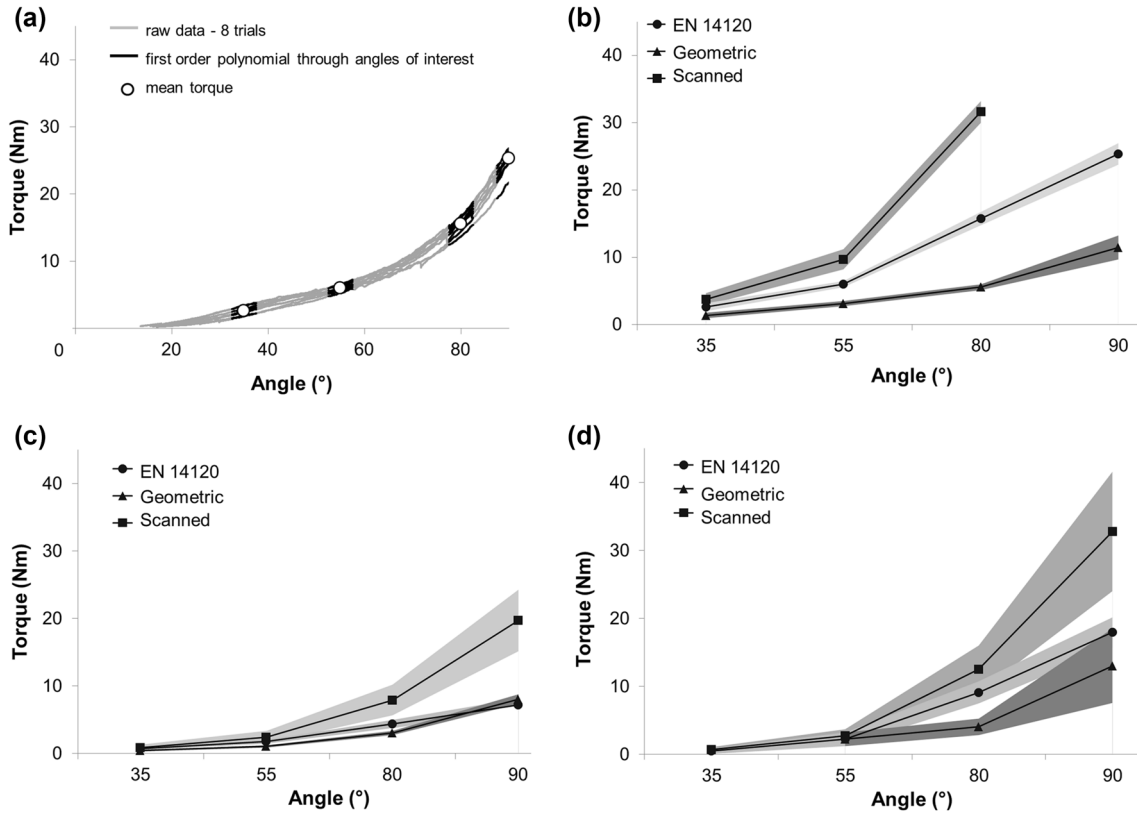 (a)
raw data - 8 trials
first order polynomial through angles of interest
mean torque
Torque (Nm)
40
30
20
10
0
20
40
60
80
Angle (°)
(b)
EN 14120
Geometric
Scanned
Torque (Nm)
40
30
20
10
0
35
55
80
90
Angle (°)
(c)
EN 14120
Geometric
Scanned
Torque (Nm)
40
30
20
10
0
35
55
80
90
Angle (°)
(d)
EN 14120
Geometric
Scanned
Torque (Nm)
40
30
20
10
0
35
55
80
90
Angle (°)